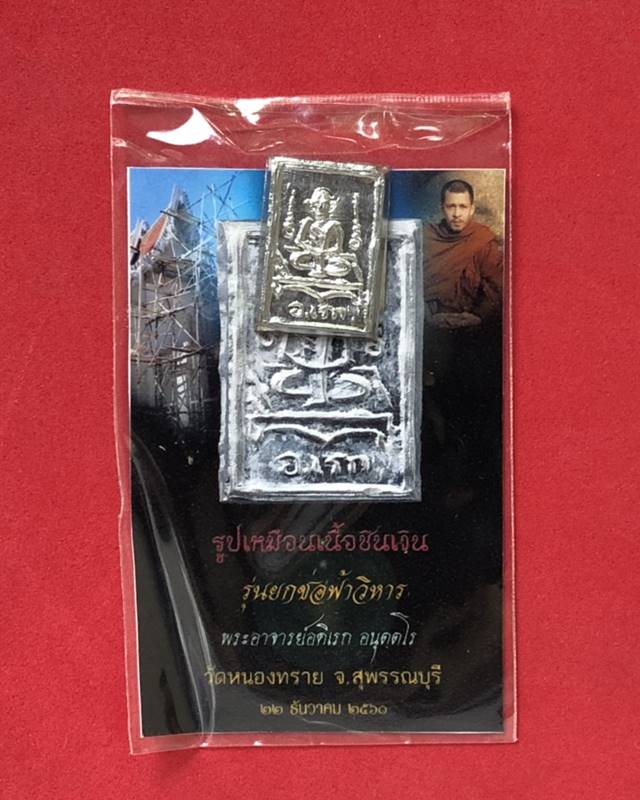 รูปเหมือนเนื้อชินเงิน
รุ่นยกช่อฟ้าวิหาร
พระอาจารย์อดิเรก อนุตฺตโร
วัดหนองทราย จ.สุพรรณบุรี
๒๒ ธันวาคม ๒๕๖๐